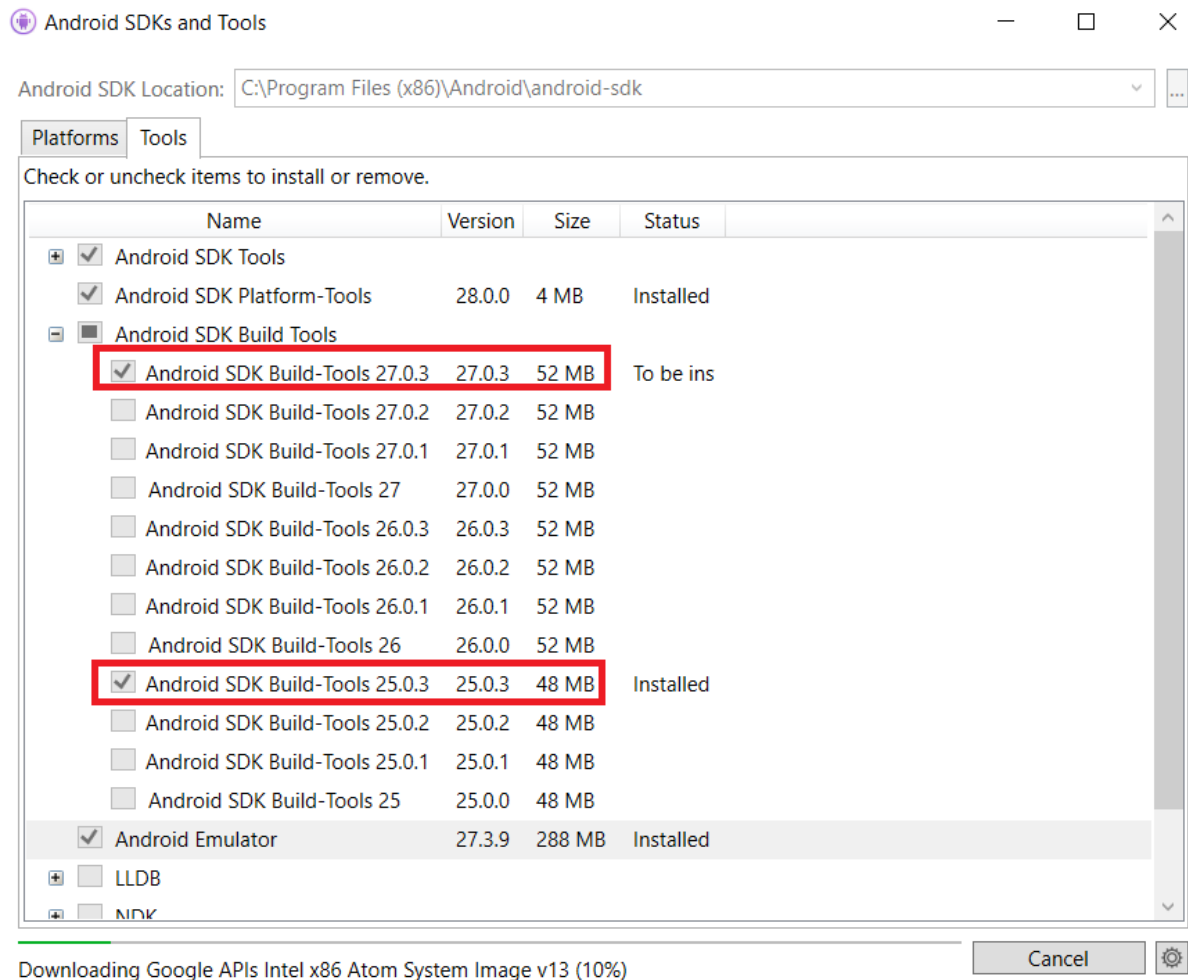 Android SDKs and Tools
Android SDK Location: C:\Program Files (x86)\Android\android-sdk ...
Platforms Tools
Check or uncheck items to install or remove.
Name Version Size Status
Android SDK Tools
Android SDK Platform-Tools 28.0.0 4 MB Installed
Android SDK Build Tools
Android SDK Build-Tools 27.0.3 27.0.3 52 MB To be ins
Android SDK Build-Tools 27.0.2 27.0.2 52 MB
Android SDK Build-Tools 27.0.1 27.0.1 52 MB
Android SDK Build-Tools 27 27.0.0 52 MB
Android SDK Build-Tools 26.0.3 26.0.3 52 MB
Android SDK Build-Tools 26.0.2 26.0.2 52 MB
Android SDK Build-Tools 26.0.1 26.0.1 52 MB
Android SDK Build-Tools 26 26.0.0 52 MB
Android SDK Build-Tools 25.0.3 25.0.3 48 MB Installed
Android SDK Build-Tools 25.0.2 25.0.2 48 MB
Android SDK Build-Tools 25.0.1 25.0.1 48 MB
Android SDK Build-Tools 25 25.0.0 48 MB
Android Emulator 27.3.9 288 MB Installed
LLDB
NDK
Cancel
Downloading Google APIs Intel x86 Atom System Image v13 (10%)